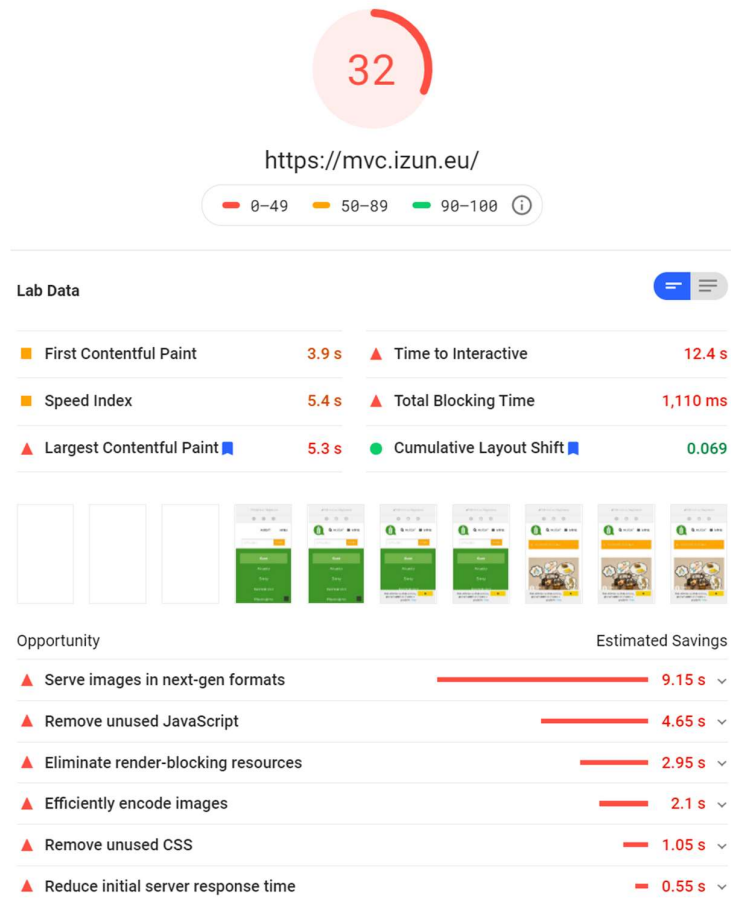 32
https://mvc.izun.eu/
0–49 50–89 90–100
Lab Data
First Contentful Paint 3.9 s
Time to Interactive 12.4 s
Speed Index 5.4 s
Total Blocking Time 1,110 ms
Largest Contentful Paint 5.3 s
Cumulative Layout Shift 0.069
Opportunity Estimated Savings
Serve images in next-gen formats 9.15 s
Remove unused JavaScript 4.65 s
Eliminate render-blocking resources 2.95 s
Efficiently encode images 2.1 s
Remove unused CSS 1.05 s
Reduce initial server response time 0.55 s